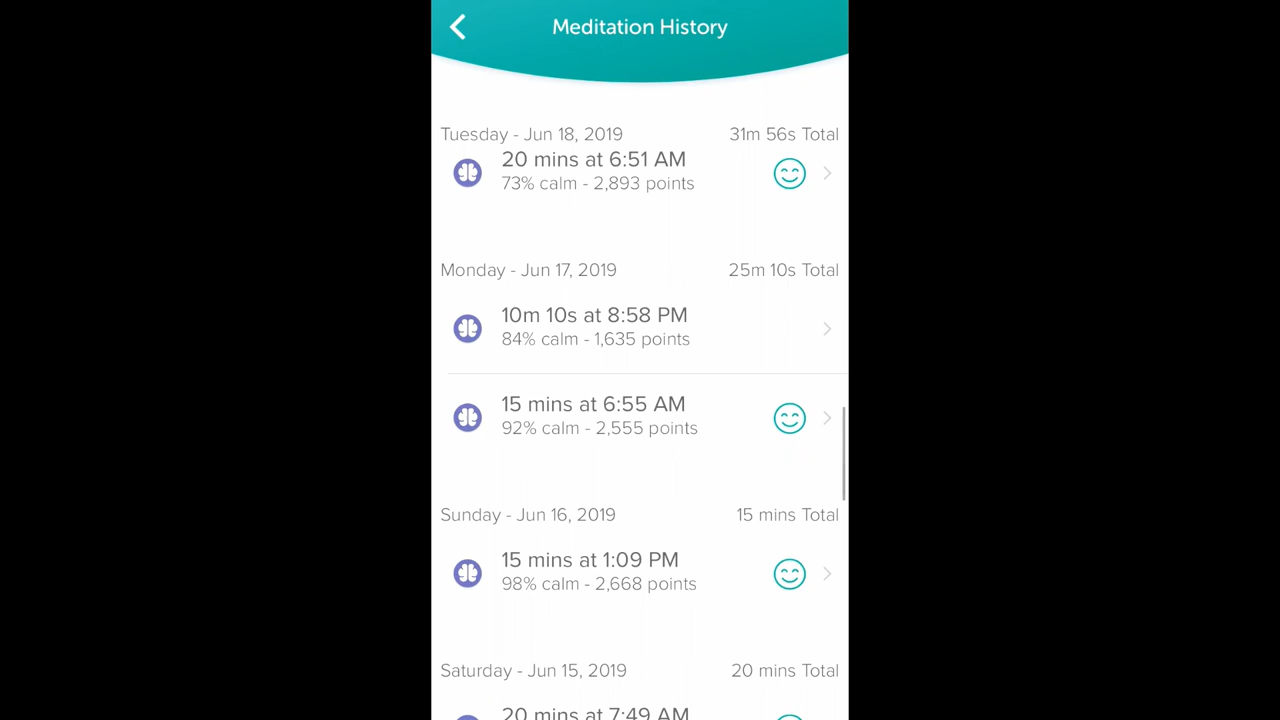 Meditation History
Tuesday - Jun 18, 2019 31m 56s Total
20 mins at 6:51 AM
73% calm - 2,893 points
Monday - Jun 17, 2019 25m 10s Total
10m 10s at 8:58 PM
84% calm - 1,635 points
15 mins at 6:55 AM
92% calm - 2,555 points
Sunday - Jun 16, 2019 15 mins Total
15 mins at 1:09 PM
98% calm - 2,668 points
Saturday - Jun 15, 2019 20 mins Total
20 mins at 7:49 AM